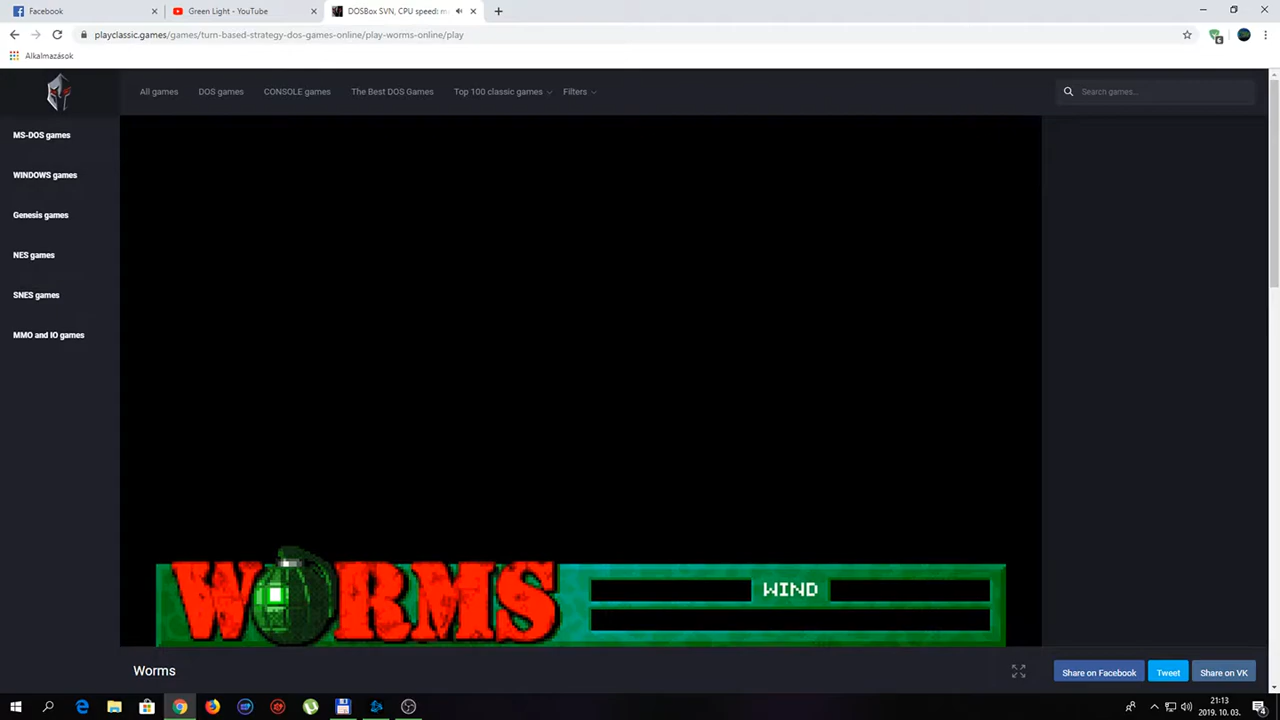 Facebook
Green Light - YouTube
DOSBox SVN, CPU speed: m
playclassic.games/games/turn-based-strategy-dos-games-online/play-worms-online/play
6
Alkalmazások
All games
DOS games
CONSOLE games
The Best DOS Games
Top 100 classic games
Filters
Search games...
MS-DOS games
WINDOWS games
Genesis games
NES games
SNES games
MMO and IO games
WORMS
WIND
Worms
Share on Facebook
Tweet
Share on VK
21:13
2019. 10. 03.
4